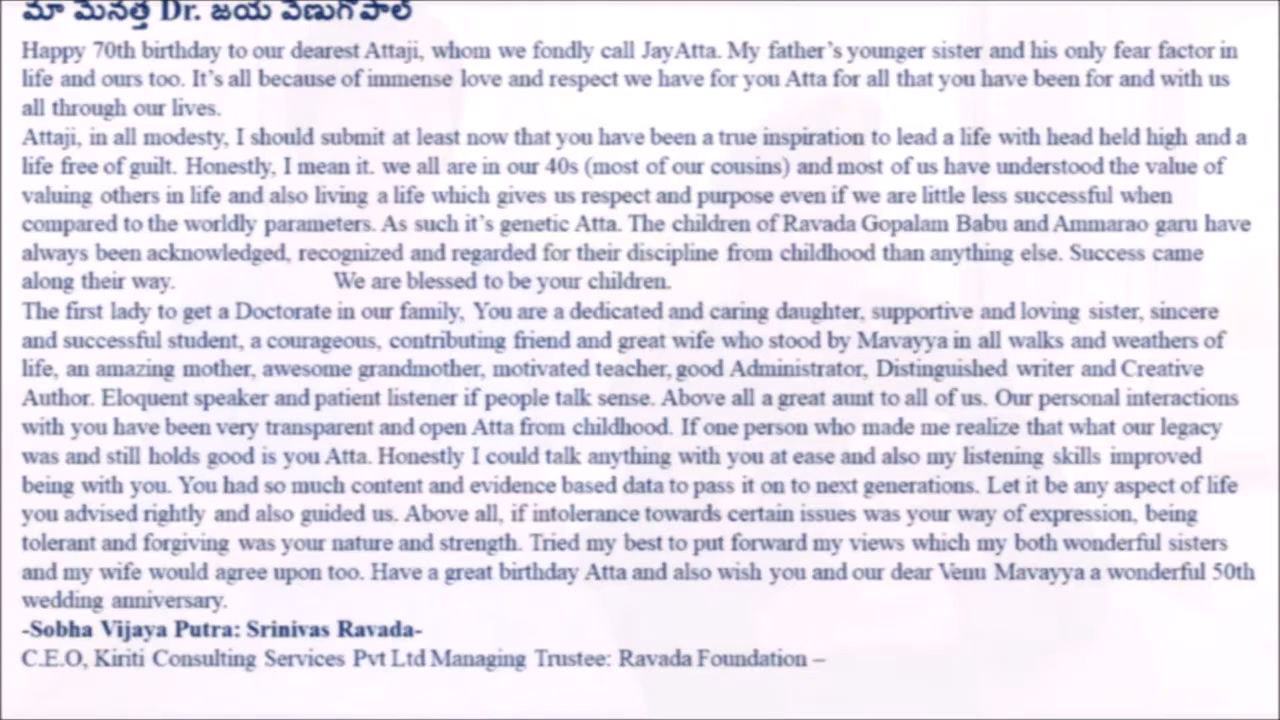 మా మేనత్త Dr. జయ వేణుగోపాల్
Happy 70th birthday to our dearest Attaji, whom we fondly call JayAtta. My father’s younger sister and his only fear factor in
life and ours too. It’s all because of immense love and respect we have for you Atta for all that you have been for and with us
all through our lives.
Attaji, in all modesty, I should submit at least now that you have been a true inspiration to lead a life with head held high and a
life free of guilt. Honestly, I mean it. we all are in our 40s (most of our cousins) and most of us have understood the value of
valuing others in life and also living a life which gives us respect and purpose even if we are little less successful when
compared to the worldly parameters. As such it’s genetic Atta. The children of Ravada Gopalam Babu and Ammarao garu have
always been acknowledged, recognized and regarded for their discipline from childhood than anything else. Success came
along their way. We are blessed to be your children.
The first lady to get a Doctorate in our family, You are a dedicated and caring daughter, supportive and loving sister, sincere
and successful student, a courageous, contributing friend and great wife who stood by Mavayya in all walks and weathers of
life, an amazing mother, awesome grandmother, motivated teacher, good Administrator, Distinguished writer and Creative
Author. Eloquent speaker and patient listener if people talk sense. Above all a great aunt to all of us. Our personal interactions
with you have been very transparent and open Atta from childhood. If one person who made me realize that what our legacy
was and still holds good is you Atta. Honestly I could talk anything with you at ease and also my listening skills improved
being with you. You had so much content and evidence based data to pass it on to next generations. Let it be any aspect of life
you advised rightly and also guided us. Above all, if intolerance towards certain issues was your way of expression, being
tolerant and forgiving was your nature and strength. Tried my best to put forward my views which my both wonderful sisters
and my wife would agree upon too. Have a great birthday Atta and also wish you and our dear Venu Mavayya a wonderful 50th
wedding anniversary.
-Sobha Vijaya Putra: Srinivas Ravada-
C.E.O, Kiriti Consulting Services Pvt Ltd Managing Trustee: Ravada Foundation –